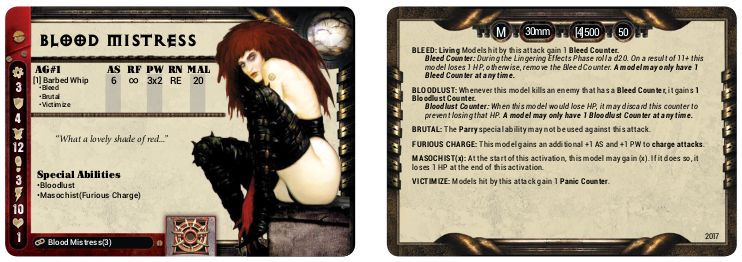 BLOOD MISTRESS
AG#1 AS RF PW RN MAL
[1] Barbed Whip 6 ∞ 3x2 RE 20
•Bleed
•Brutal
•Victimize
3
4
12
3
10
1
"What a lovely shade of red..."
Special Abilities
•Bloodlust
•Masochist(Furious Charge)
Blood Mistress(3)
M 30mm [4]500 50
BLEED: Living Models hit by this attack gain 1 Bleed Counter.
Bleed Counter: During the Lingering Effects Phase roll a d20. On a result of 11+ this
model loses 1 HP, otherwise, remove the Bleed Counter. A model may only have 1
Bleed Counter at any time.
BLOODLUST: Whenever this model kills an enemy that has a Bleed Counter, it gains 1
Bloodlust Counter.
Bloodlust Counter: When this model would lose HP, it may discard this counter to
prevent losing that HP. A model may only have 1 Bloodlust Counter at any time.
BRUTAL: The Parry special ability may not be used against this attack.
FURIOUS CHARGE: This model gains an additional +1 AS and +1 PW to charge attacks.
MASOCHIST(x): At the start of this activation, this model may gain (x). If it does so, it
loses 1 HP at the end of this activation.
VICTIMIZE: Models hit by this attack gain 1 Panic Counter.
2017